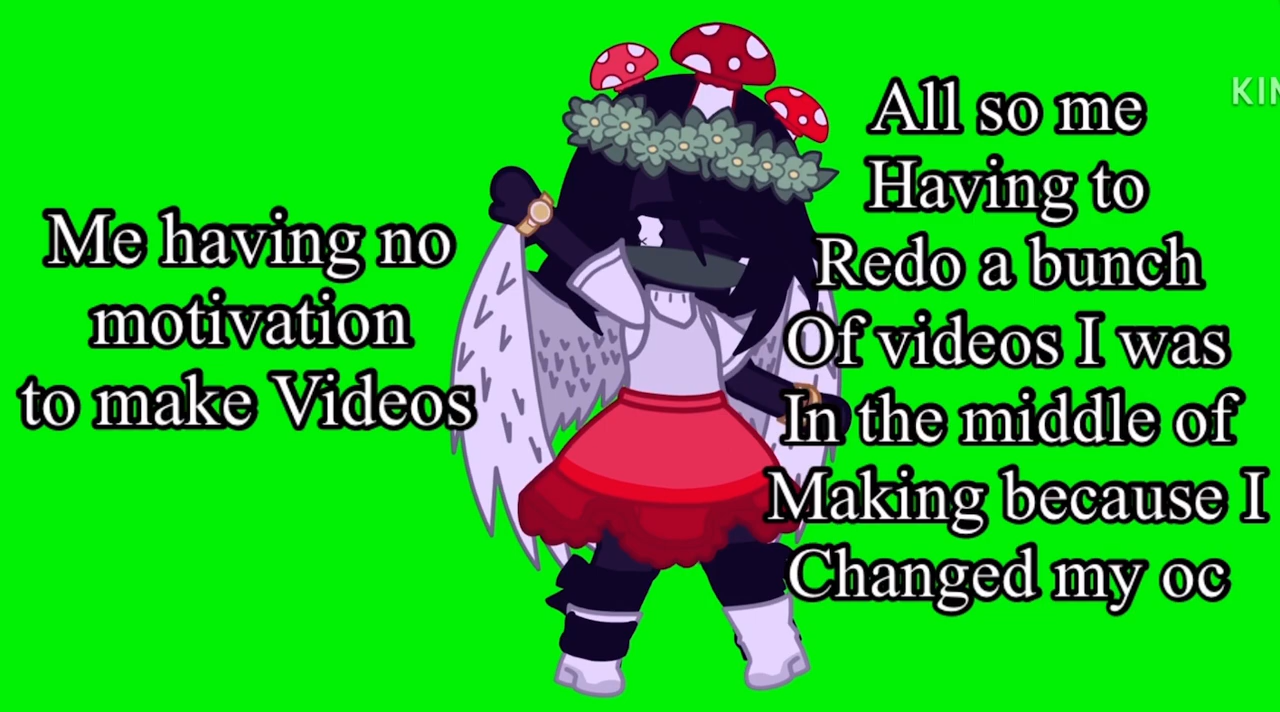 Me having no
motivation
to make Videos
All so me
Having to
Redo a bunch
Of videos I was
In the middle of
Making because I
Changed my oc